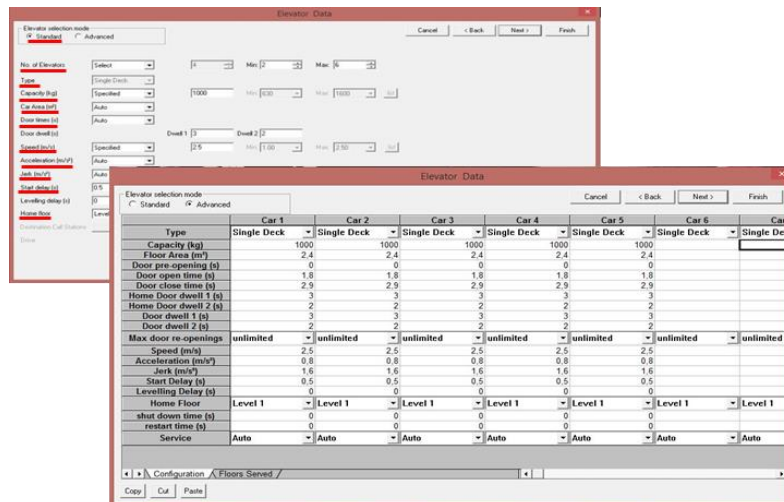 Elevator Data
Elevator selection mode
Standard Advanced
Cancel < Back Next > Finish
No. of Elevators Select 4 Min: 2 Max: 6
Type Single Deck
Capacity (kg) Specified 1000 Min: 630 Max: 1600
Car Area (m²) Auto
Door times (s) Auto
Door dwell (s) Dwell 1 3 Dwell 2 2
Speed (m/s) Specified 2.5 Min: 1.00 Max: 2.50
Acceleration (m/s²) Auto
Jerk (m/s³) Auto
Start delay (s) 0.5
Levelling delay (s) 0
Home floor Level
Destination Call Stations
Drive
Elevator Data
Elevator selection mode
Standard Advanced
Cancel < Back Next > Finish
Car 1 Car 2 Car 3 Car 4 Car 5 Car 6 Ca
Type Single Deck Single Deck Single Deck Single Deck Single Deck Single Deck Single De
Capacity (kg) 1000 1000 1000 1000 1000
Floor Area (m²) 2,4 2,4 2,4 2,4 2,4
Door pre-opening (s) 0 0 0 0 0
Door open time (s) 1,8 1,8 1,8 1,8 1,8
Door close time (s) 2,9 2,9 2,9 2,9 2,9
Home Door dwell 1 (s) 3 3 3 3 3
Home Door dwell 2 (s) 2 2 2 2 2
Door dwell 1 (s) 3 3 3 3 3
Door dwell 2 (s) 2 2 2 2 2
Max door re-openings unlimited unlimited unlimited unlimited unlimited unlimited unlimited
Speed (m/s) 2,5 2,5 2,5 2,5 2,5
Acceleration (m/s²) 0,8 0,8 0,8 0,8 0,8
Jerk (m/s³) 1,6 1,6 1,6 1,6 1,6
Start Delay (s) 0,5 0,5 0,5 0,5 0,5
Levelling Delay (s) 0 0 0 0 0
Home Floor Level 1 Level 1 Level 1 Level 1 Level 1 Level 1 Level 1
shut down time (s) 0 0 0 0 0
restart time (s) 0 0 0 0 0
Service Auto Auto Auto Auto Auto Auto Auto
Configuration Floors Served
Copy Cut Paste